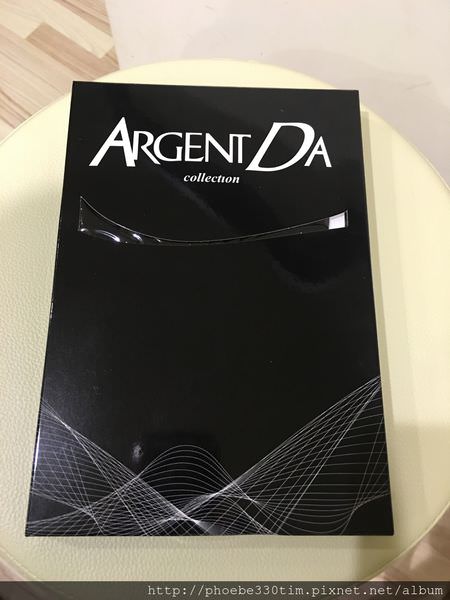 ARGENT DA
collection
http://phoebe330tim.pixnet.net/album